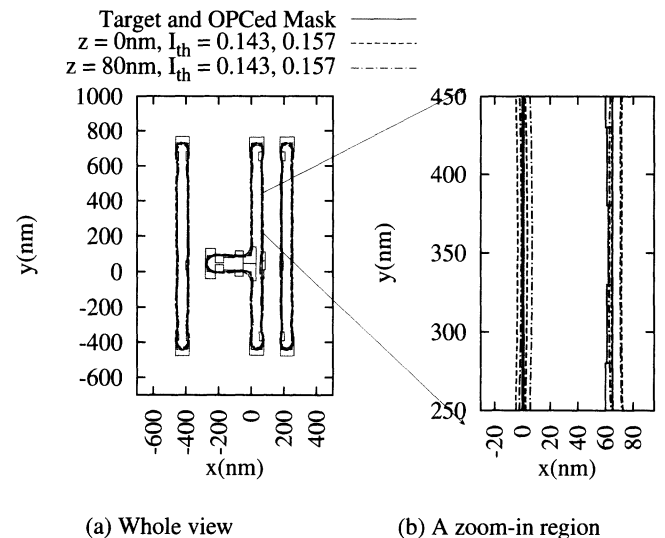 Target and OPCed Mask
z = 0nm, I_th = 0.143, 0.157
z = 80nm, I_th = 0.143, 0.157
1000
800
600
400
200
0
-200
-400
-600
y(nm)
-600
-400
-200
0
200
400
x(nm)
450
400
350
300
250
y(nm)
-20
0
20
40
60
80
x(nm)
(a) Whole view
(b) A zoom-in region